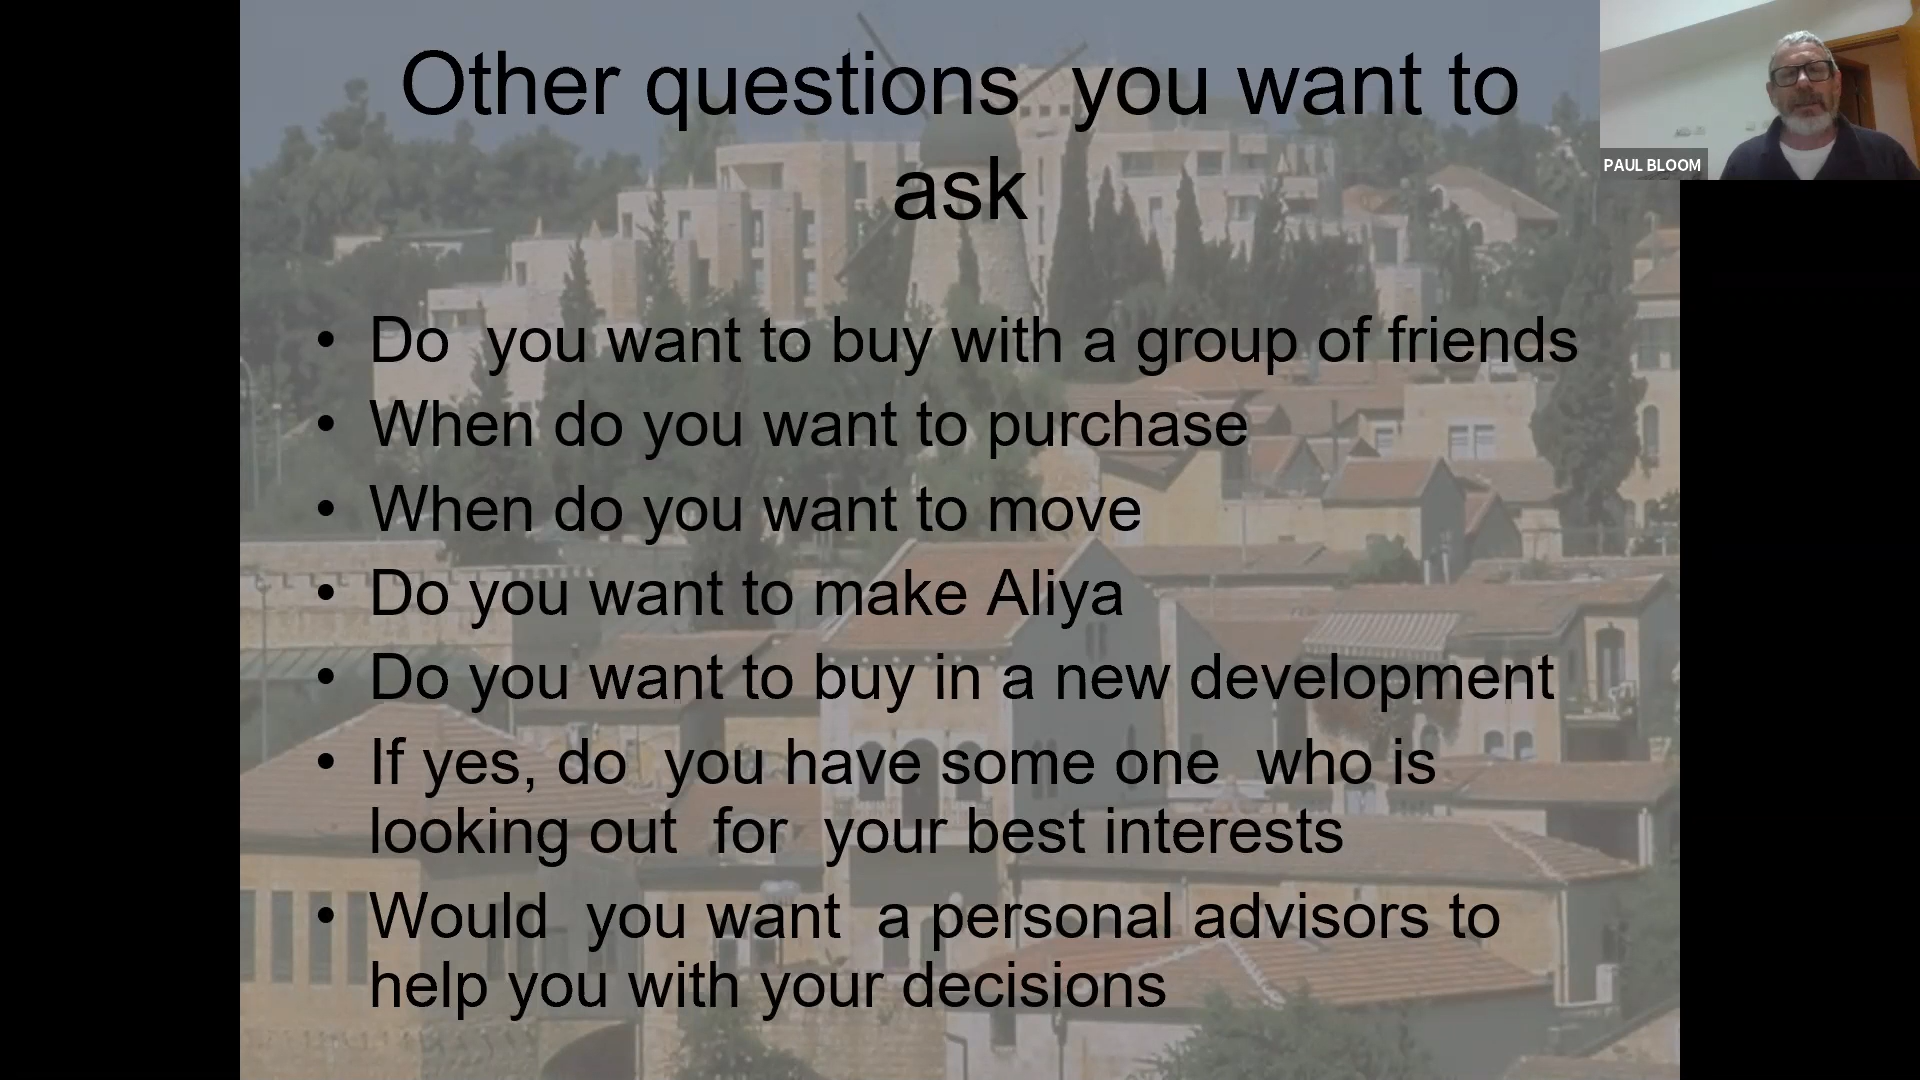 Other questions  you want to
ask
• Do  you want to buy with a group of friends
• When do you want to purchase
• When do you want to move
• Do you want to make Aliya
• Do you want to buy in a new development
• If yes, do  you have some one  who is
looking out  for  your best interests
• Would  you want  a personal advisors to
help you with your decisions
PAUL BLOOM